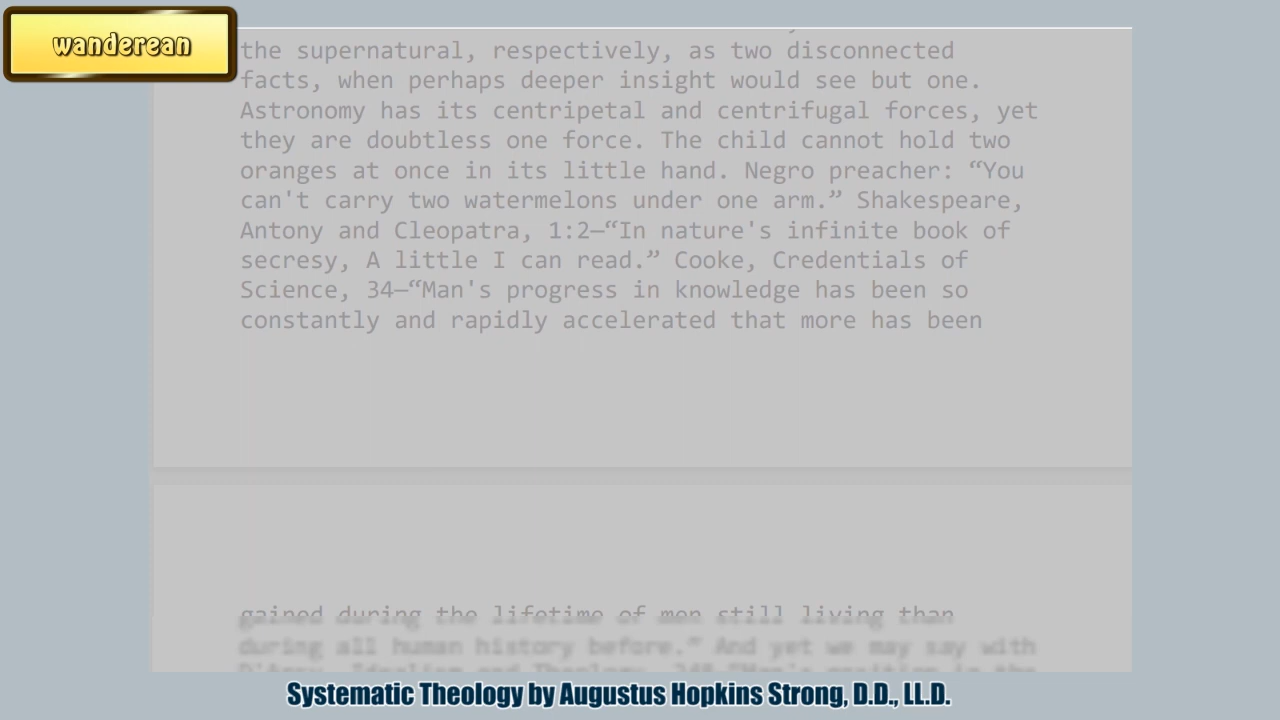 wanderean
the supernatural, respectively, as two disconnected
facts, when perhaps deeper insight would see but one.
Astronomy has its centripetal and centrifugal forces, yet
they are doubtless one force. The child cannot hold two
oranges at once in its little hand. Negro preacher: “You
can't carry two watermelons under one arm.” Shakespeare,
Antony and Cleopatra, 1:2—“In nature's infinite book of
secresy, A little I can read.” Cooke, Credentials of
Science, 34—“Man's progress in knowledge has been so
constantly and rapidly accelerated that more has been
gained during the lifetime of men still living than
during all human history before.” And yet we may say with
Systematic Theology by Augustus Hopkins Strong, D.D., LL.D.